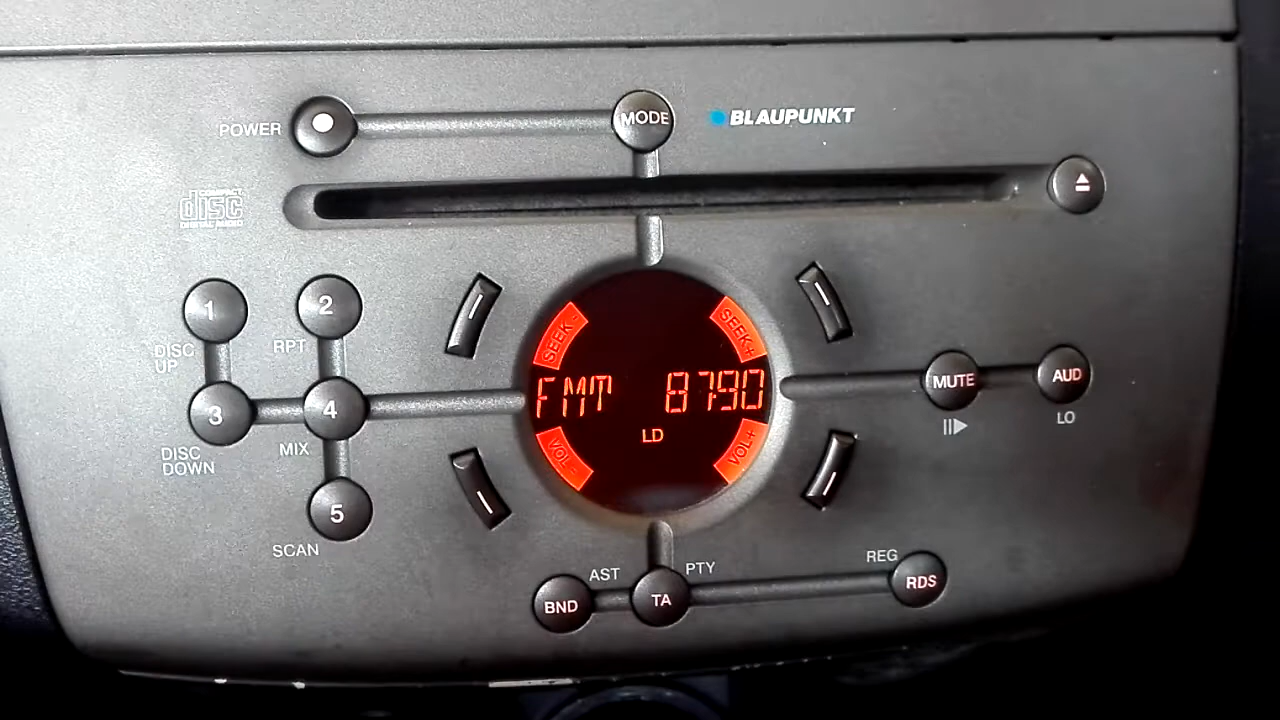 POWER
MODE
BLAUPUNKT
COMPACT
disc
DIGITAL AUDIO
1
2
DISC
UP
RPT
3
4
DISC
DOWN
MIX
5
SCAN
SEEK -
SEEK+
FMT 8790
LD
VOL -
VOL+
MUTE
AUD
LO
BND
AST
TA
PTY
REG
RDS